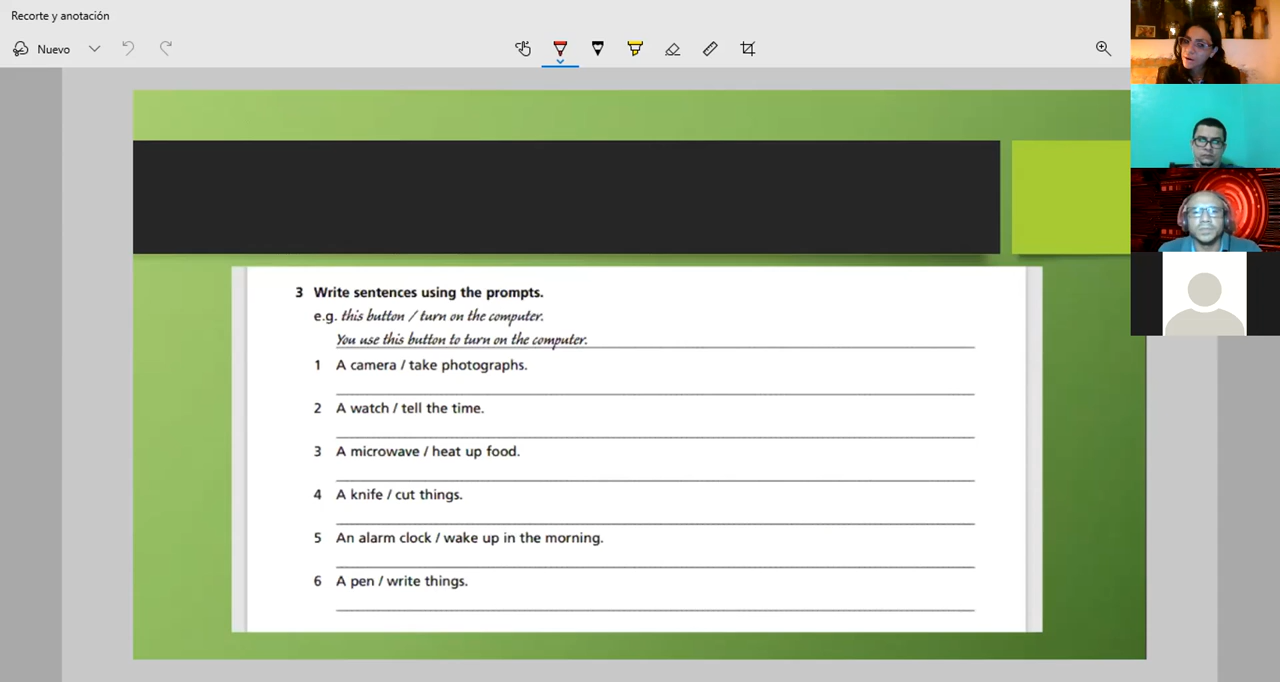 Recorte y anotación
Nuevo
3 Write sentences using the prompts.
e.g. this button / turn on the computer.
You use this button to turn on the computer.
1 A camera / take photographs.
2 A watch / tell the time.
3 A microwave / heat up food.
4 A knife / cut things.
5 An alarm clock / wake up in the morning.
6 A pen / write things.